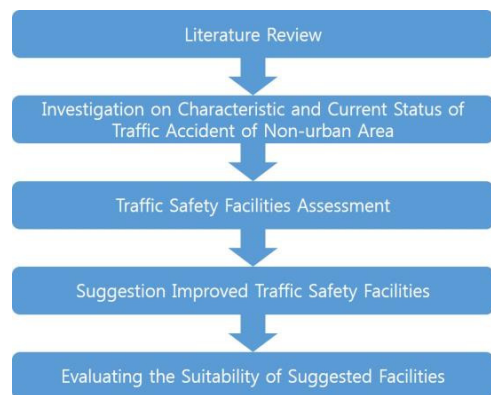 Literature Review
Investigation on Characteristic and Current Status of
Traffic Accident of Non-urban Area
Traffic Safety Facilities Assessment
Suggestion Improved Traffic Safety Facilities
Evaluating the Suitability of Suggested Facilities